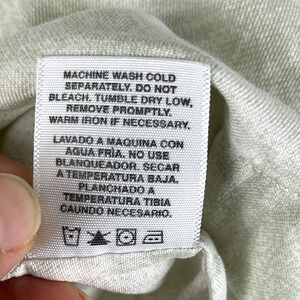 MACHINE WASH COLD
SEPARATELY. DO NOT
BLEACH. TUMBLE DRY LOW,
REMOVE PROMPTLY.
WARM IRON IF NECESSARY.
LAVADO A MAQUINA CON
AGUA FRÍA. NO USE
BLANQUEADOR. SECAR
A TEMPERATURA BAJA.
PLANCHADO A
TEMPERATURA TIBIA
CAUNDO NECESARIO.